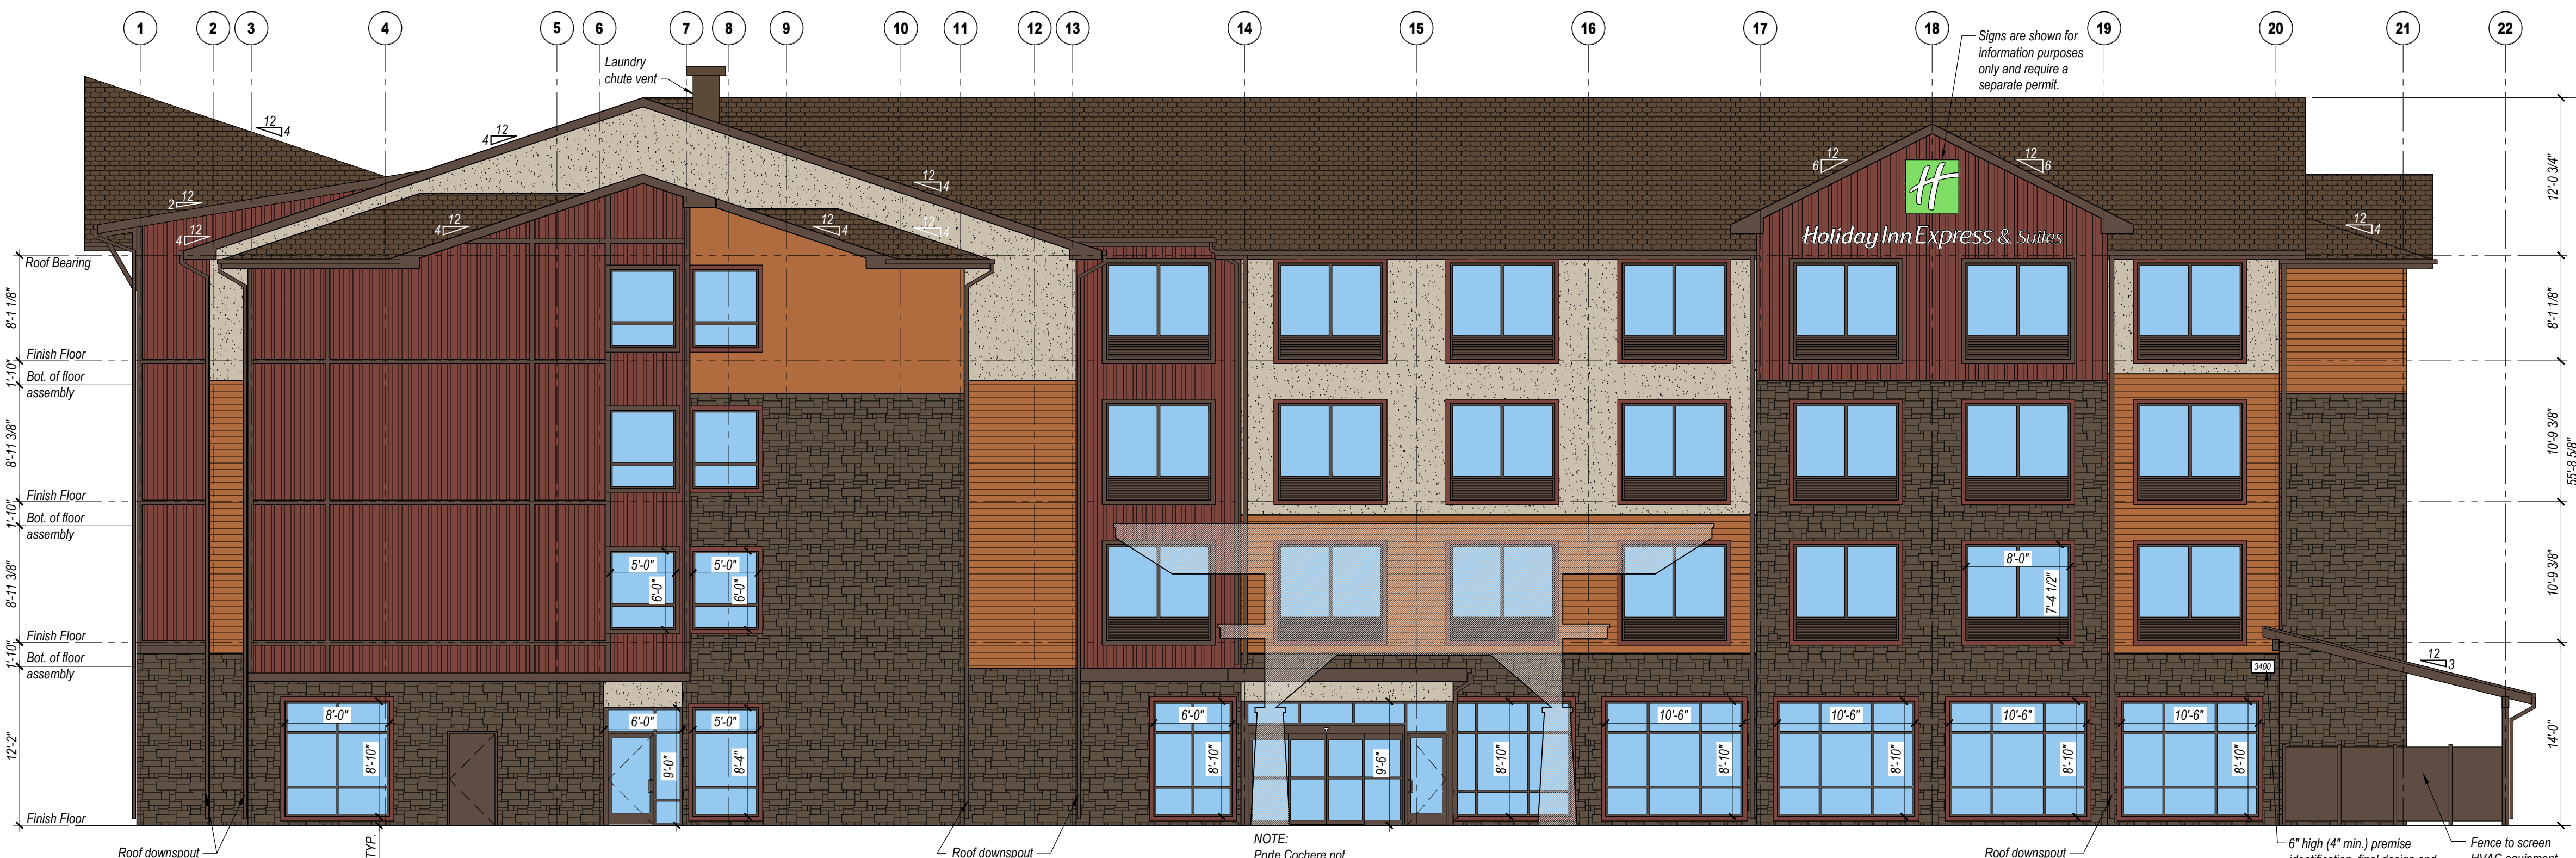 1 2 3 4 5 6 7 8 9 10 11 12 13 14 15 16 17 18 19 20 21 22
Laundry
chute vent
Signs are shown for
information purposes
only and require a
separate permit.
12
4
12
4
12
4
12
6
12
6
12
2
12
4
12
4
12
4
12
4
12
4
12'-0 3/4"
Holiday Inn Express & Suites
Roof Bearing
8'-1 1/8"
8'-1 1/8"
Finish Floor
1'-10"
Bot. of floor
assembly
8'-11 3/8"
10'-9 3/8"
55'-8 5/8"
Finish Floor
1'-10"
Bot. of floor
assembly
8'-11 3/8"
10'-9 3/8"
5'-0"
6'-0"
5'-0"
6'-0"
8'-0"
7'-4 1/2"
Finish Floor
1'-10"
Bot. of floor
assembly
3400
12
3
12'-2"
14'-0"
8'-0"
8'-10"
6'-0"
9'-0"
5'-0"
8'-4"
6'-0"
8'-10"
9'-6"
8'-10"
10'-6"
8'-10"
10'-6"
8'-10"
10'-6"
8'-10"
10'-6"
8'-10"
Finish Floor
Roof downspout
TYP.
Roof downspout
NOTE:
Porte Cochere not
Roof downspout
6" high (4" min.) premise
identification, final design and
Fence to screen
HVAC equipment